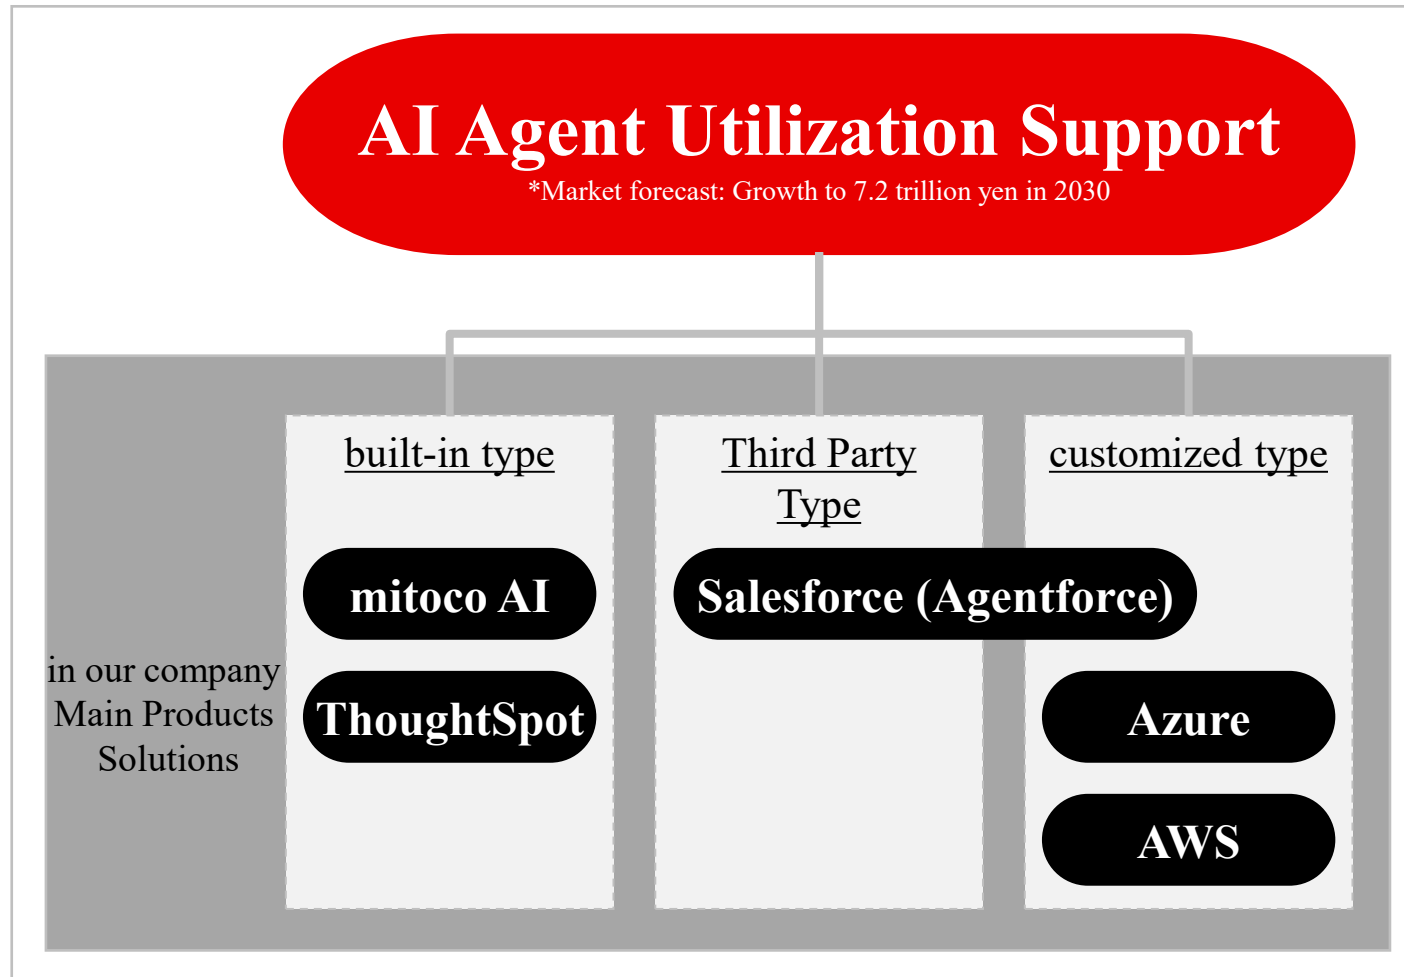 AI Agent Utilization Support
*Market forecast: Growth to 7.2 trillion yen in 2030
built-in type
Third Party
Type
customized type
mitoco AI
Salesforce (Agentforce)
in our company
Main Products
Solutions
ThoughtSpot
Azure
AWS